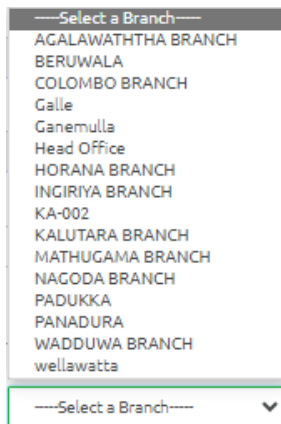 -----Select a Branch-----
AGALAWATHTHA BRANCH
BERUWALA
COLOMBO BRANCH
Galle
Ganemulla
Head Office
HORANA BRANCH
INGIRIYA BRANCH
KA-002
KALUTARA BRANCH
MATHUGAMA BRANCH
NAGODA BRANCH
PADUKKA
PANADURA
WADDUWA BRANCH
wellawatta
-----Select a Branch-----